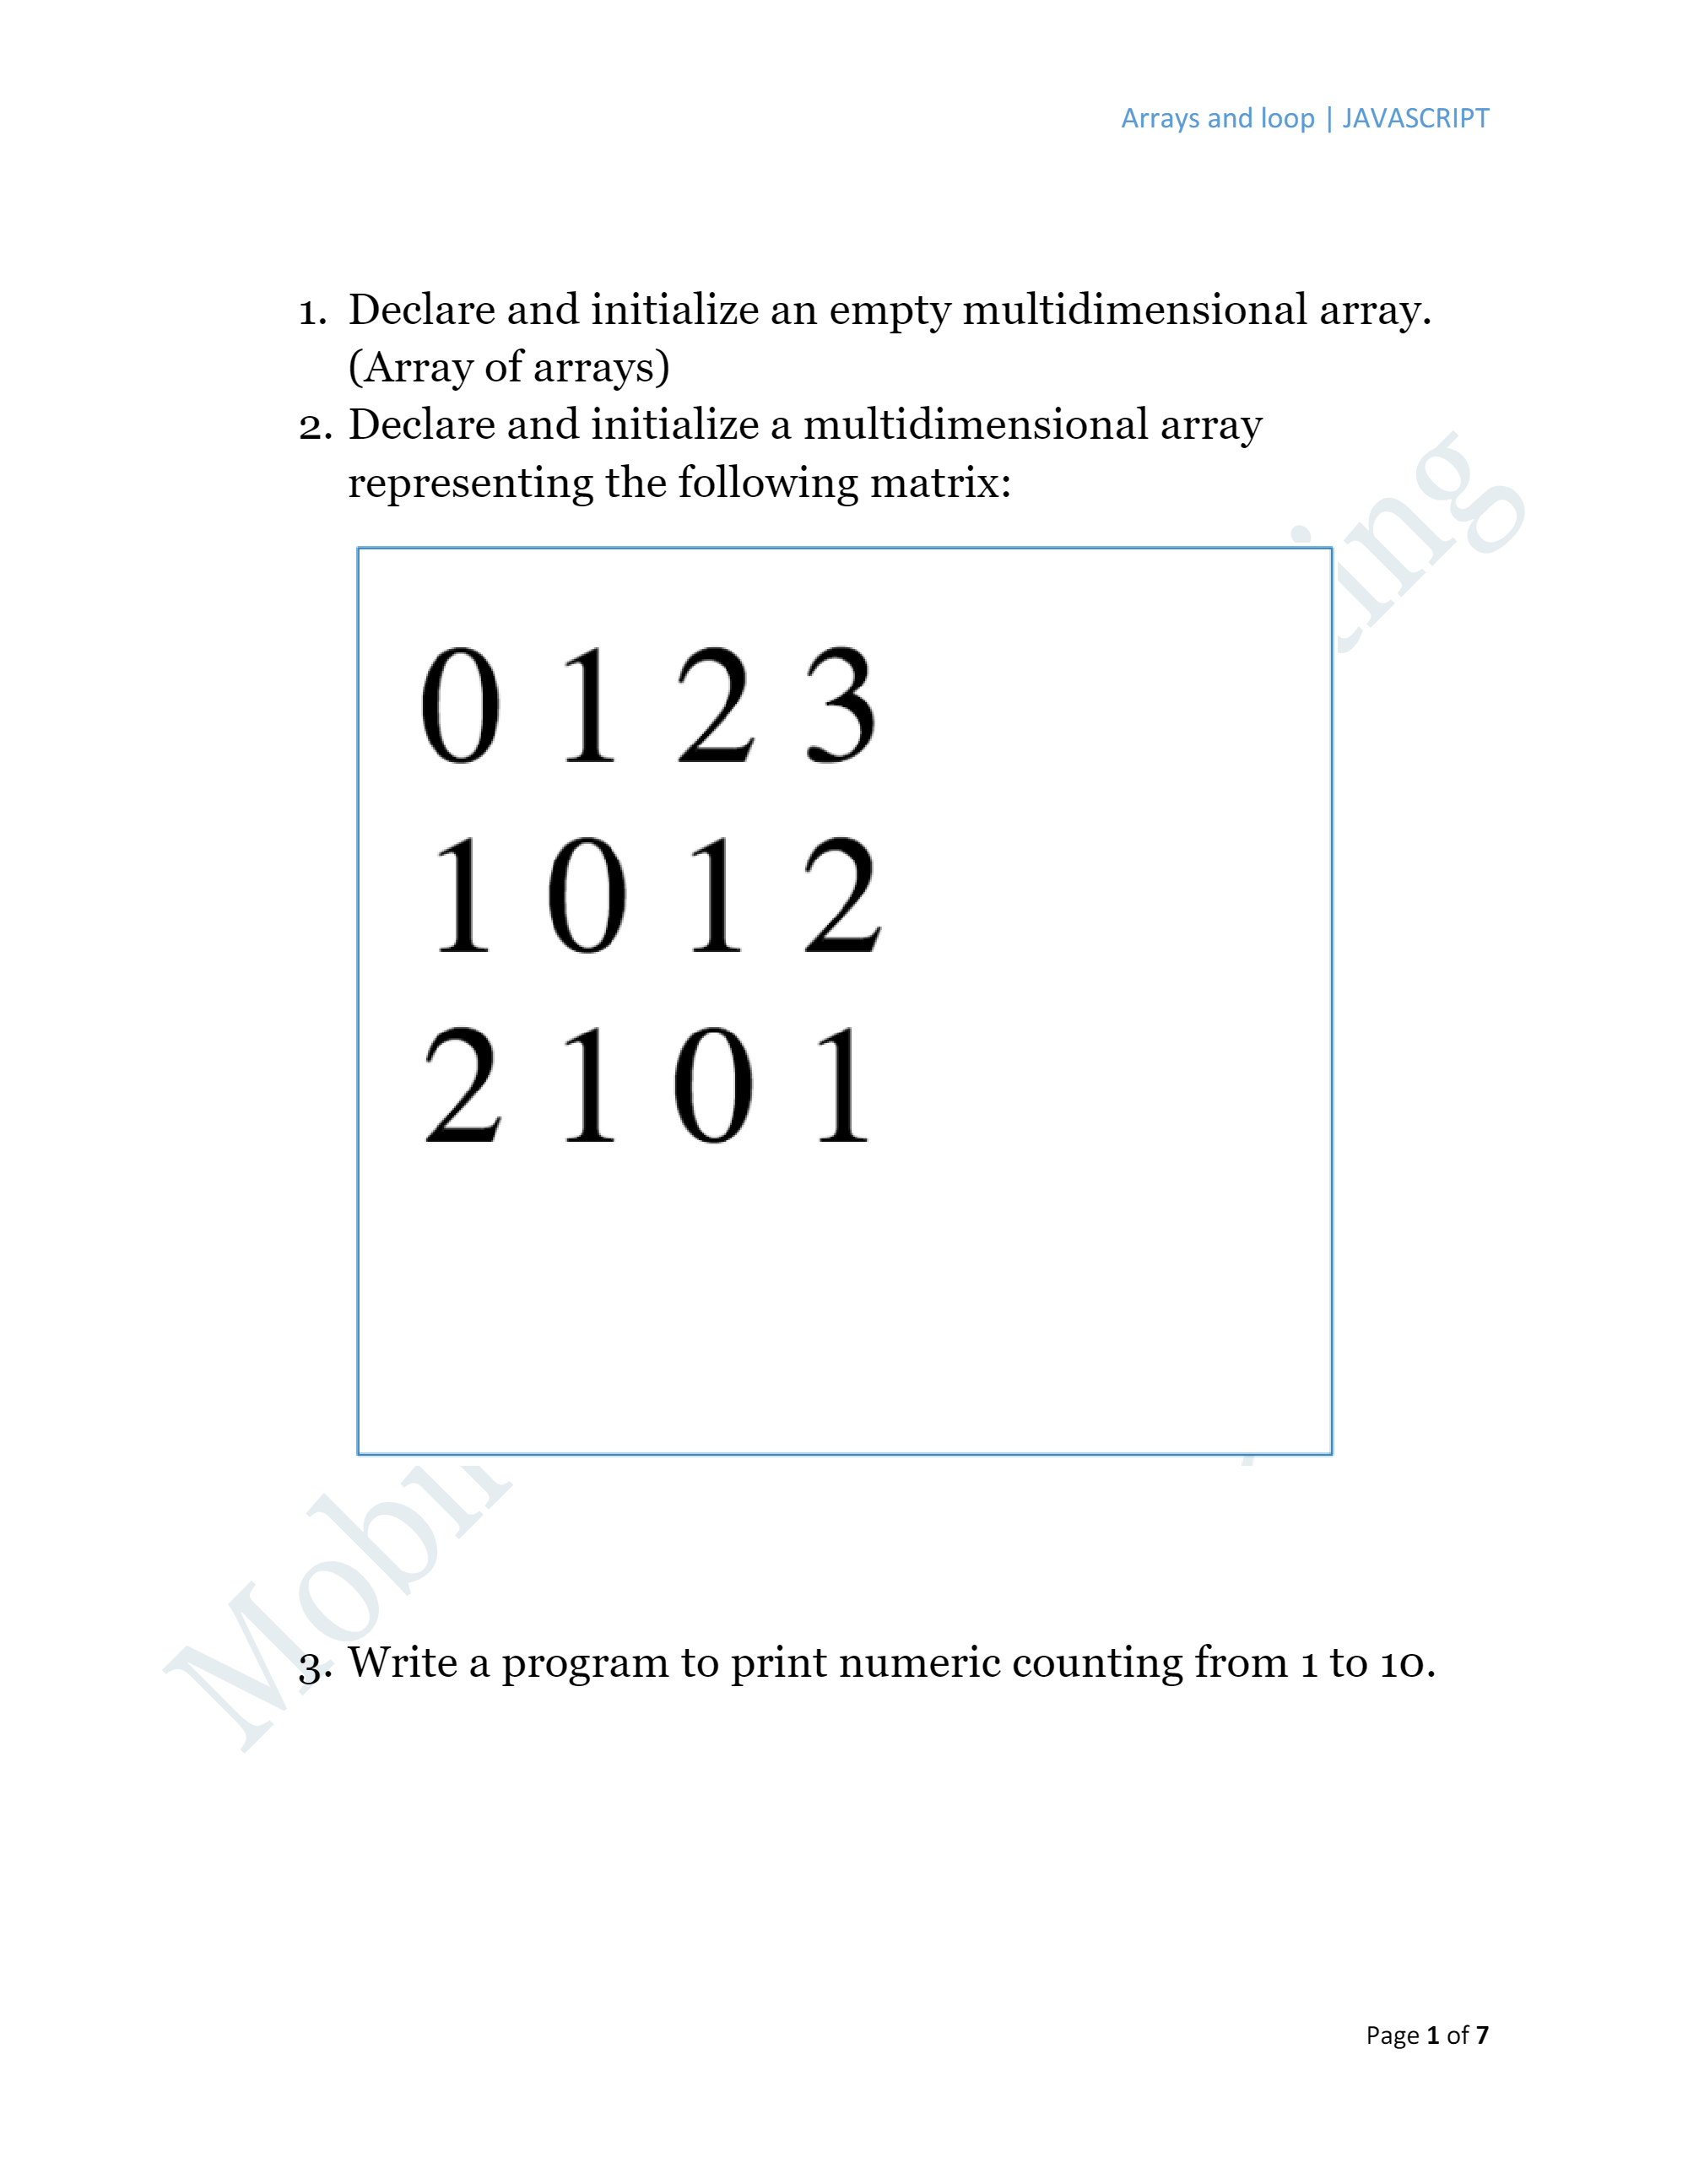 Arrays and loop | JAVASCRIPT
1. Declare and initialize an empty multidimensional array.
(Array of arrays)
2. Declare and initialize a multidimensional array
representing the following matrix:
0 1 2 3
1 0 1 2
2 1 0 1
3. Write a program to print numeric counting from 1 to 10.
Page 1 of 7